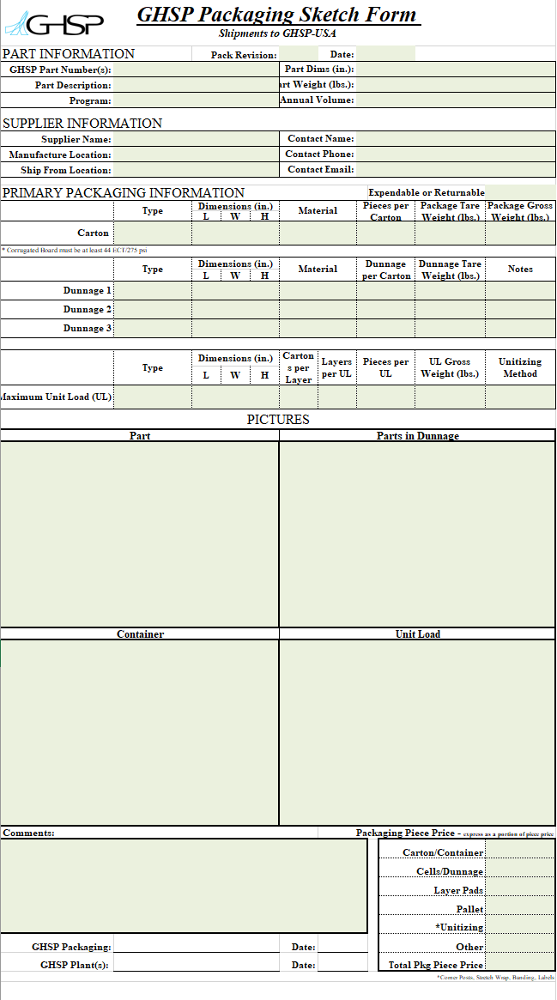 GHSP
GHSP Packaging Sketch Form
Shipments to GHSP-USA
PART INFORMATION Pack Revision: Date:
GHSP Part Number(s): Part Dims (in.):
Part Description: art Weight (lbs.):
Program: Annual Volume:
SUPPLIER INFORMATION
Supplier Name: Contact Name:
Manufacture Location: Contact Phone:
Ship From Location: Contact Email:
PRIMARY PACKAGING INFORMATION Expendable or Returnable
Type Dimensions (in.) Material Pieces per Package Tare Package Gross
L W H Carton Weight (lbs.) Weight (lbs.)
Carton
* Corrugated Board must be at least 44 ECT/275 psi
Type Dimensions (in.) Material Dunnage Dunnage Tare Notes
L W H per Carton Weight (lbs.)
Dunnage 1
Dunnage 2
Dunnage 3
Type Dimensions (in.) Carton Layers Pieces per UL Gross Unitizing
L W H s per per UL UL Weight (lbs.) Method
Layer
Maximum Unit Load (UL)
PICTURES
Part Parts in Dunnage
Container Unit Load
Comments: Packaging Piece Price - express as a portion of piece price
Carton/Container
Cells/Dunnage
Layer Pads
Pallet
*Unitizing
GHSP Packaging: Date: Other
GHSP Plant(s): Date: Total Pkg Piece Price
*Corner Posts, Stretch Wrap, Banding, Labels